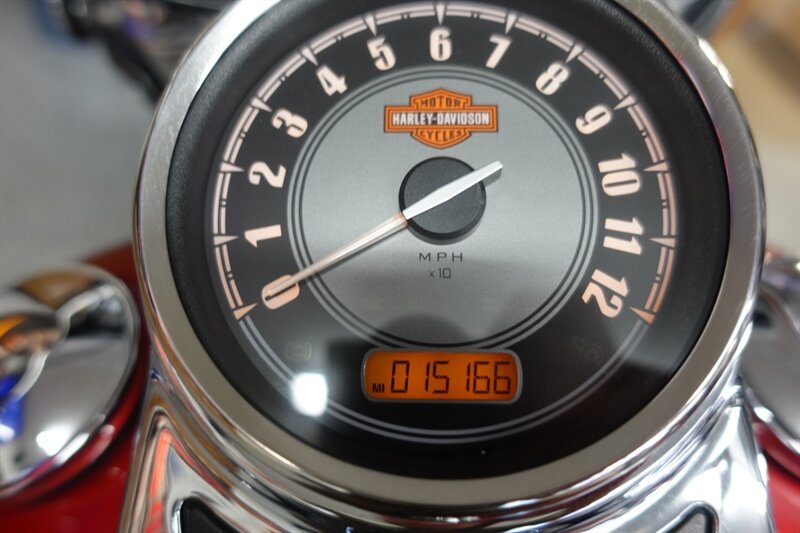 0 1 2 3 4 5 6 7 8 9 10 11 12
MOTOR
HARLEY-DAVIDSON
CYCLES
MPH
x10
MI 015166